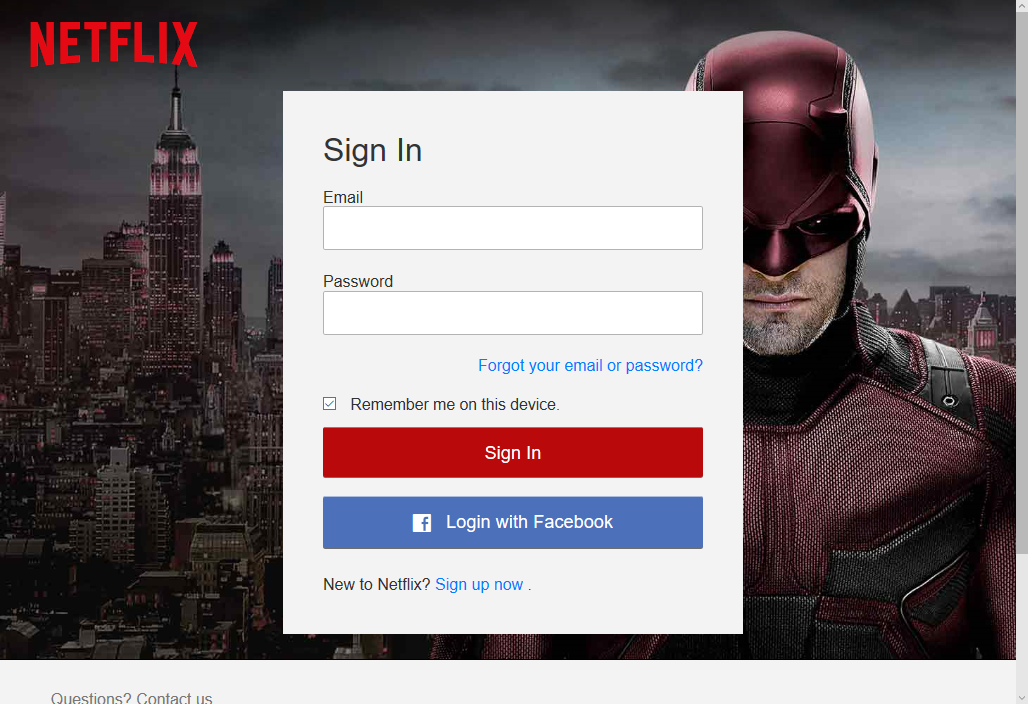 NETFLIX
Sign In
Email
Password
Forgot your email or password?
Remember me on this device.
Sign In
Login with Facebook
New to Netflix? Sign up now .
Questions? Contact us